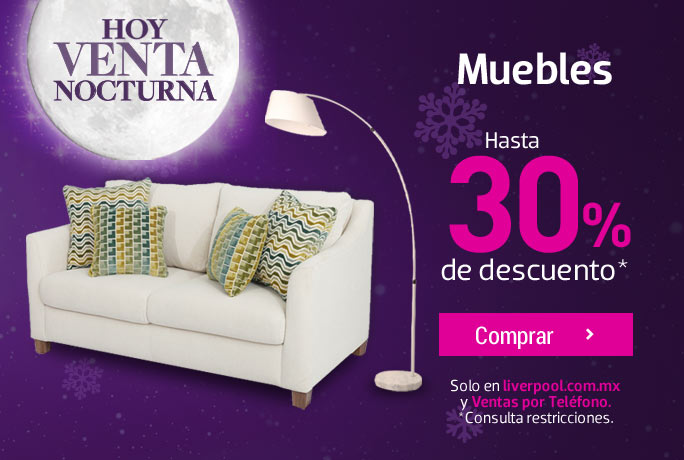 HOY
VENTA
NOCTURNA
Muebles
Hasta
30%
de descuento*
Comprar >
Solo en liverpool.com.mx
y Ventas por Teléfono.
*Consulta restricciones.